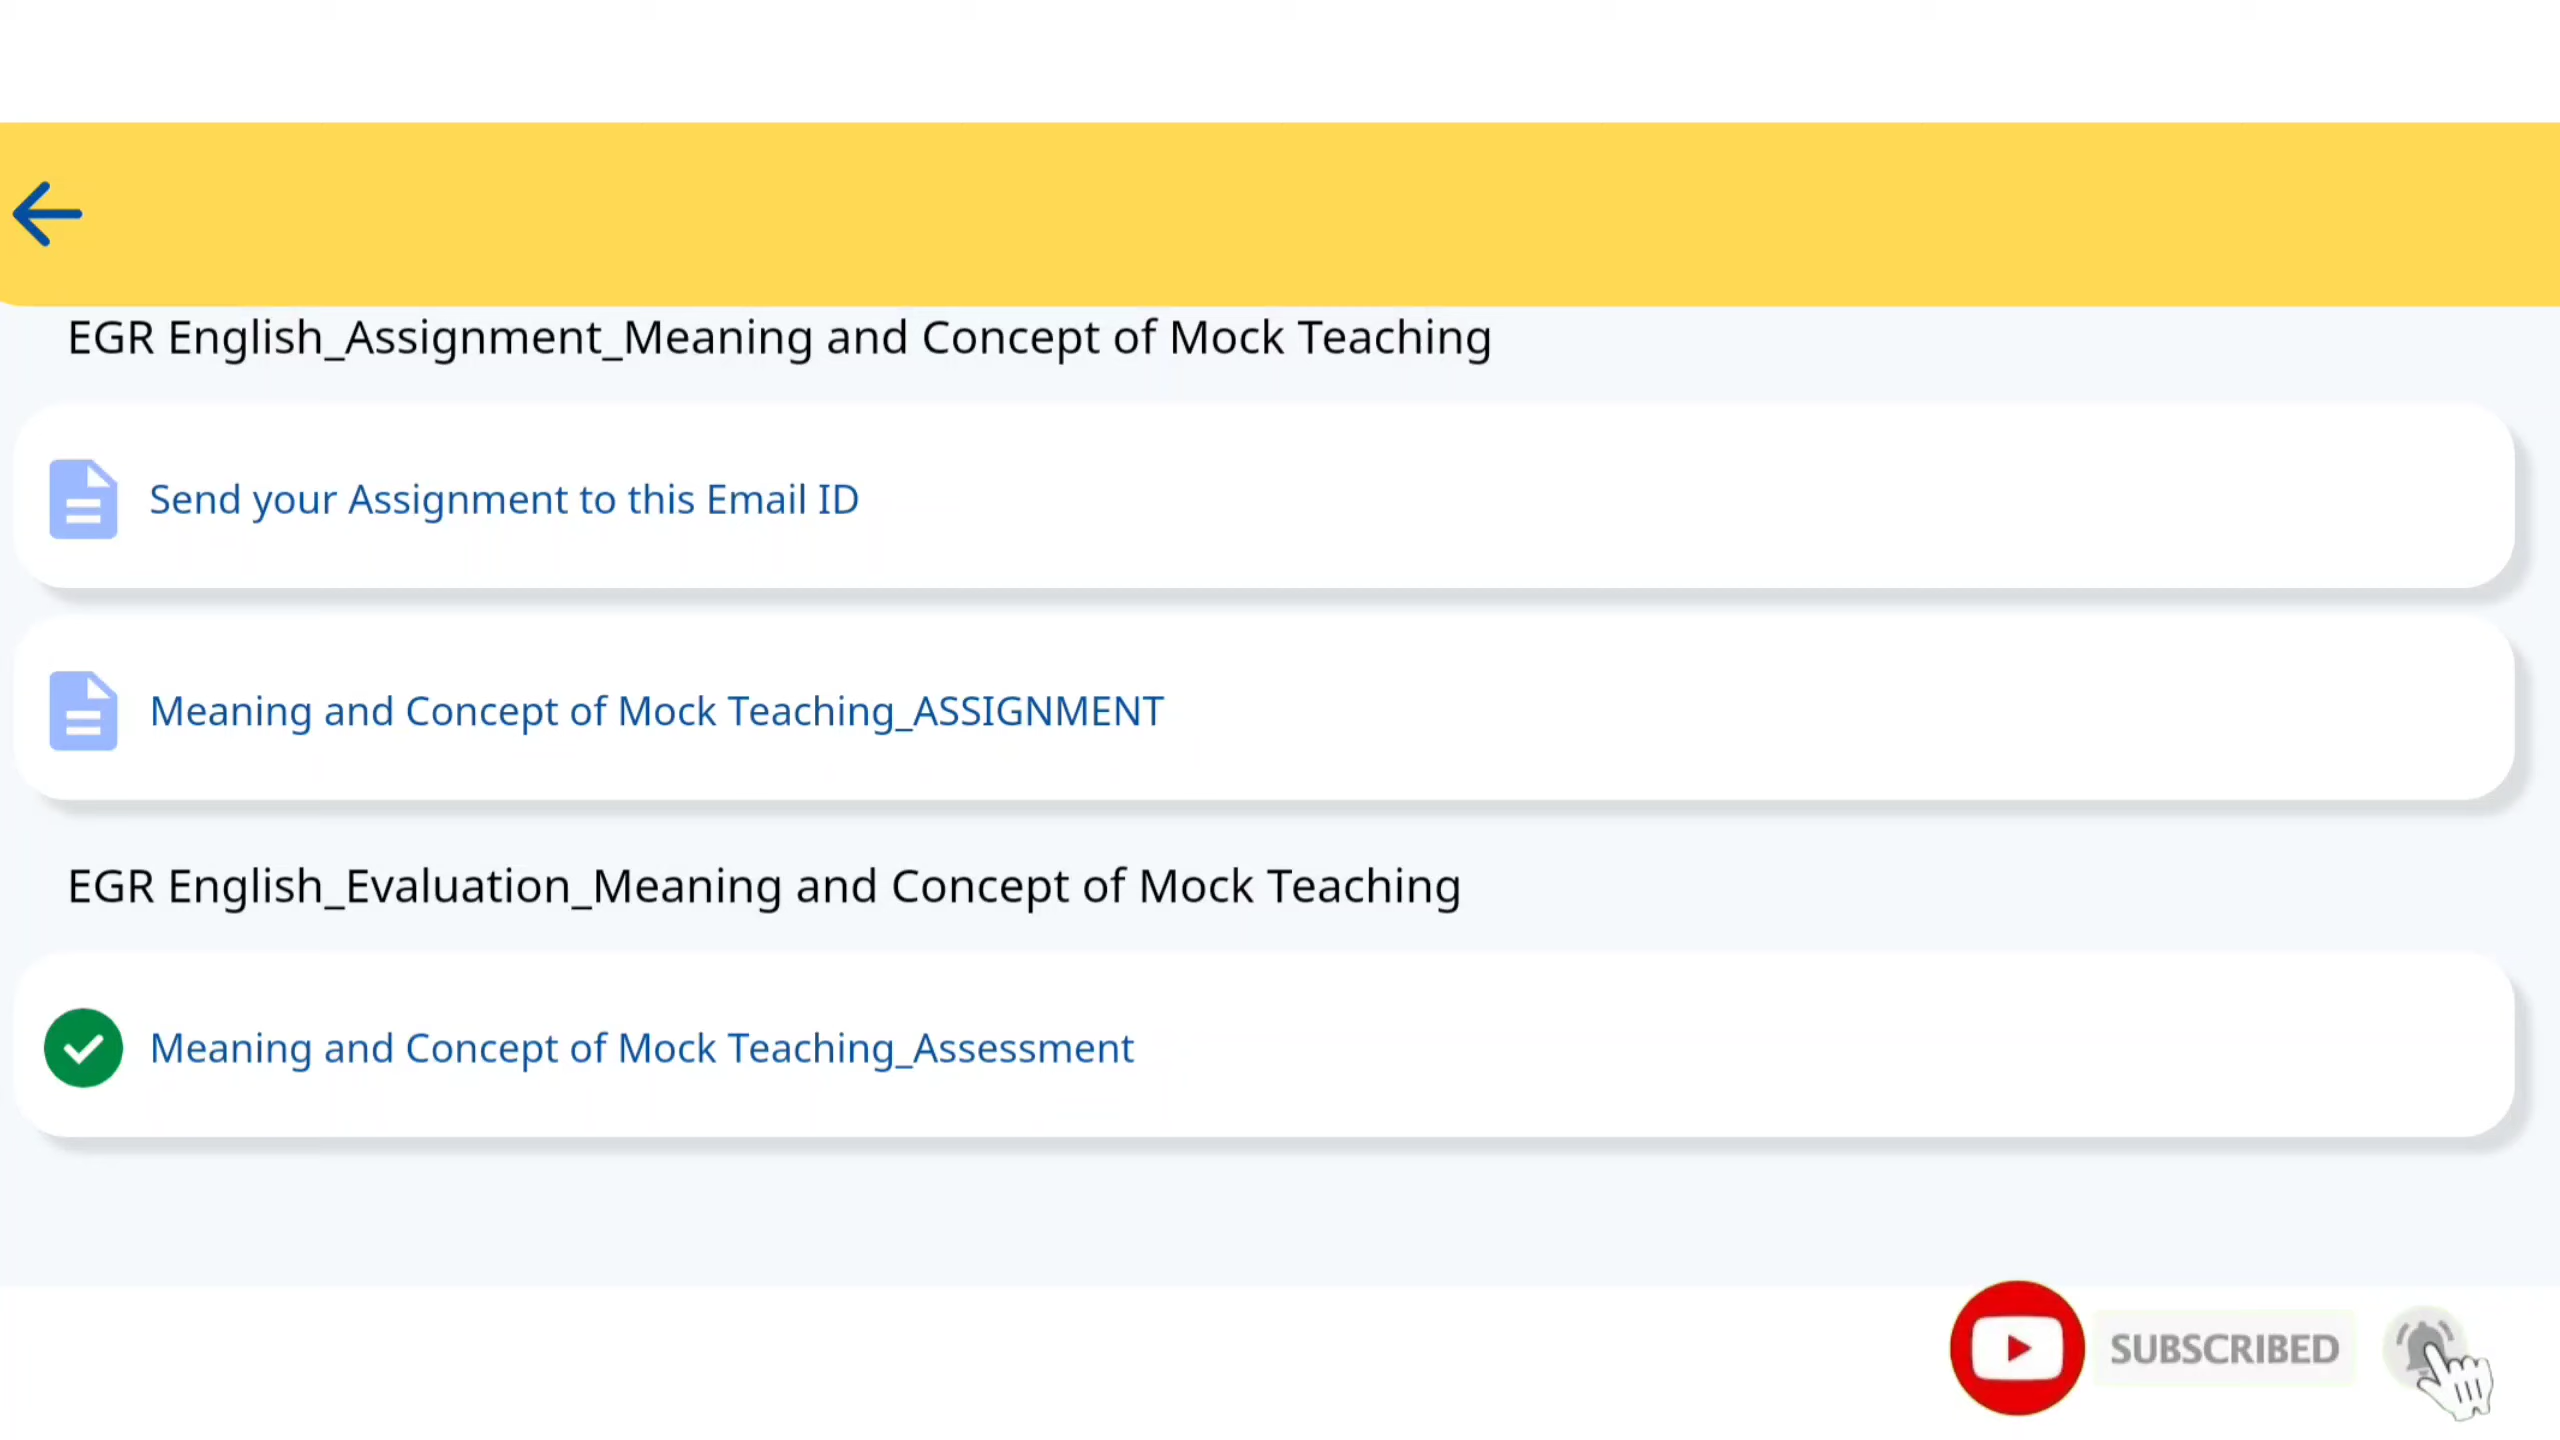 EGR English_Assignment_Meaning and Concept of Mock Teaching
Send your Assignment to this Email ID
Meaning and Concept of Mock Teaching_ASSIGNMENT
EGR English_Evaluation_Meaning and Concept of Mock Teaching
Meaning and Concept of Mock Teaching_Assessment
SUBSCRIBED